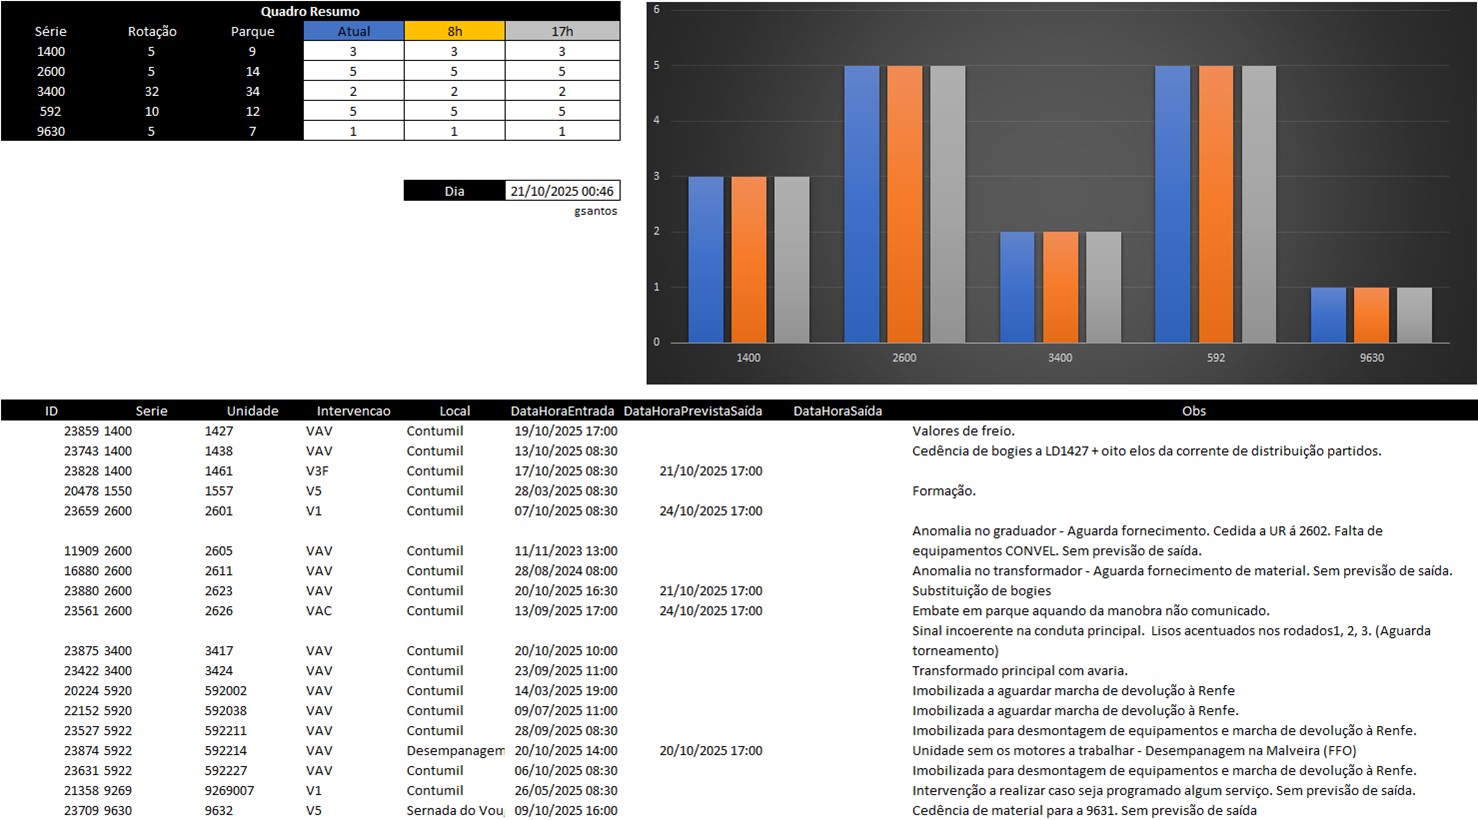 Quadro Resumo
Série Rotação Parque Atual 8h 17h
1400 5 9 3 3 3
2600 5 14 5 5 5
3400 32 34 2 2 2
592 10 12 5 5 5
9630 5 7 1 1 1
Dia 21/10/2025 00:46
gsantos
6
5
4
3
2
1
0
1400 2600 3400 592 9630
ID Serie Unidade Intervencao Local DataHoraEntrada DataHoraPrevistaSaída DataHoraSaída Obs
23859 1400 1427 VAV Contumil 19/10/2025 17:00 Valores de freio.
23743 1400 1438 VAV Contumil 13/10/2025 08:30 Cedência de bogies a LD1427 + oito elos da corrente de distribuição partidos.
23828 1400 1461 V3F Contumil 17/10/2025 08:30 21/10/2025 17:00
20478 1550 1557 V5 Contumil 28/03/2025 08:30 Formação.
23659 2600 2601 V1 Contumil 07/10/2025 08:30 24/10/2025 17:00
Anomalia no graduador - Aguarda fornecimento. Cedida a UR á 2602. Falta de
11909 2600 2605 VAV Contumil 11/11/2023 13:00 equipamentos CONVEL. Sem previsão de saída.
16880 2600 2611 VAV Contumil 28/08/2024 08:00 Anomalia no transformador - Aguarda fornecimento de material. Sem previsão de saída.
23880 2600 2623 VAV Contumil 20/10/2025 16:30 21/10/2025 17:00 Substituição de bogies
23561 2600 2626 VAC Contumil 13/09/2025 17:00 24/10/2025 17:00 Embate em parque aquando da manobra não comunicado.
Sinal incoerente na conduta principal.  Lisos acentuados nos rodados1, 2, 3. (Aguarda
23875 3400 3417 VAV Contumil 20/10/2025 10:00 torneamento)
23422 3400 3424 VAV Contumil 23/09/2025 11:00 Transformado principal com avaria.
20224 5920 592002 VAV Contumil 14/03/2025 19:00 Imobilizada a aguardar marcha de devolução à Renfe
22152 5920 592038 VAV Contumil 09/07/2025 11:00 Imobilizada a aguardar marcha de devolução à Renfe.
23527 5922 592211 VAV Contumil 28/09/2025 08:30 Imobilizada para desmontagem de equipamentos e marcha de devolução à Renfe.
23874 5922 592214 VAV Desempanagem 20/10/2025 14:00 20/10/2025 17:00 Unidade sem os motores a trabalhar - Desempanagem na Malveira (FFO)
23631 5922 592227 VAV Contumil 06/10/2025 08:30 Imobilizada para desmontagem de equipamentos e marcha de devolução à Renfe.
21358 9269 9269007 V1 Contumil 26/05/2025 08:30 Intervenção a realizar caso seja programado algum serviço. Sem previsão de saída.
23709 9630 9632 V5 Sernada do Vou 09/10/2025 16:00 Cedência de material para a 9631. Sem previsão de saída